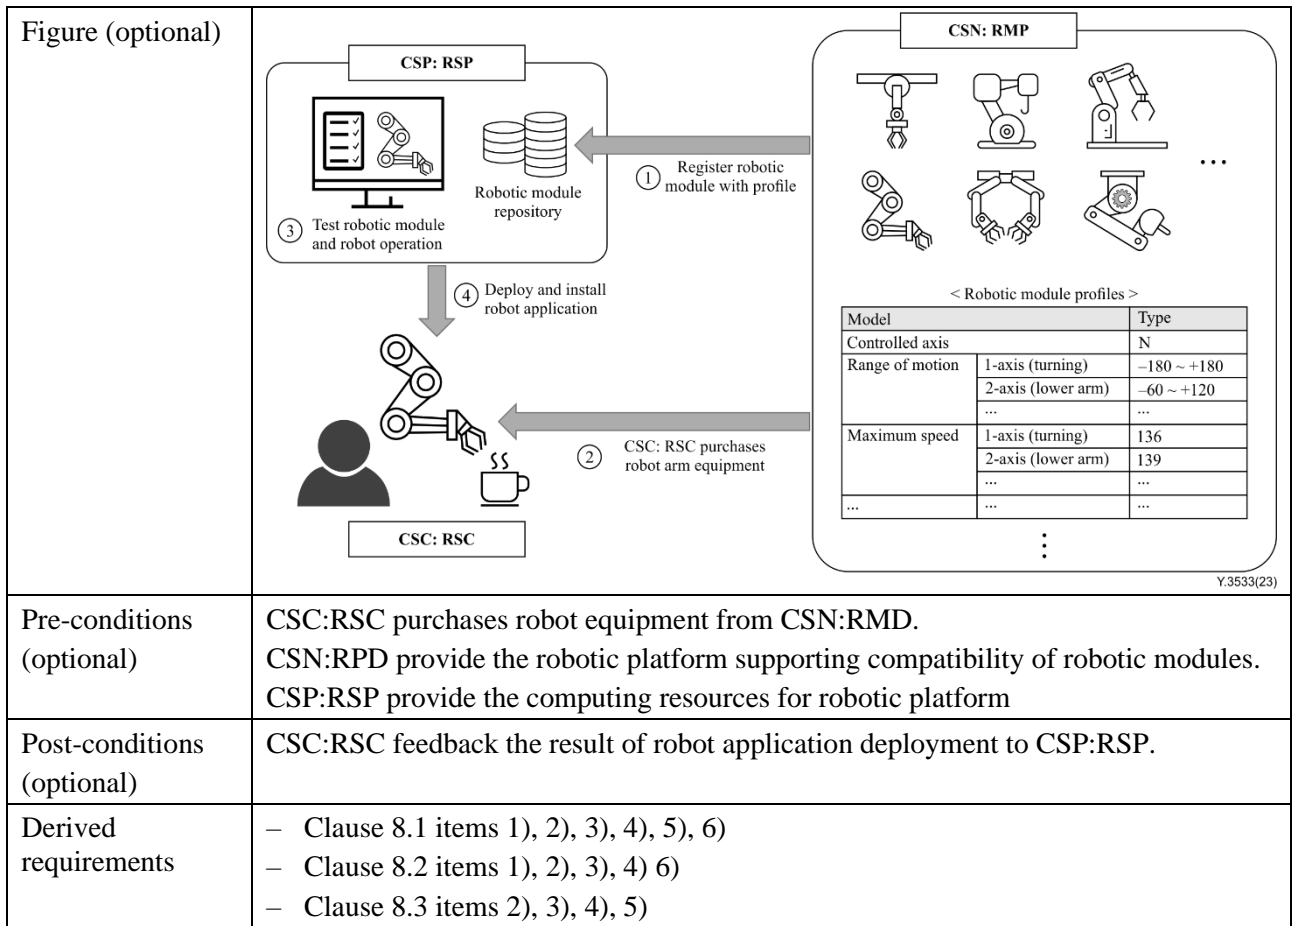 Figure (optional)
CSP: RSP
Robotic module
repository
③ Test robotic module
and robot operation
① Register robotic
module with profile
CSN: RMP
...
④ Deploy and install
robot application
② CSC: RSC purchases
robot arm equipment
CSC: RSC
< Robotic module profiles >
Model Type
Controlled axis N
Range of motion 1-axis (turning) –180 ~ +180
2-axis (lower arm) –60 ~ +120
... ...
Maximum speed 1-axis (turning) 136
2-axis (lower arm) 139
... ...
... ... ...
⋮
Y.3533(23)
Pre-conditions
(optional)
CSC:RSC purchases robot equipment from CSN:RMD.
CSN:RPD provide the robotic platform supporting compatibility of robotic modules.
CSP:RSP provide the computing resources for robotic platform
Post-conditions
(optional)
CSC:RSC feedback the result of robot application deployment to CSP:RSP.
Derived
requirements
– Clause 8.1 items 1), 2), 3), 4), 5), 6)
– Clause 8.2 items 1), 2), 3), 4) 6)
– Clause 8.3 items 2), 3), 4), 5)